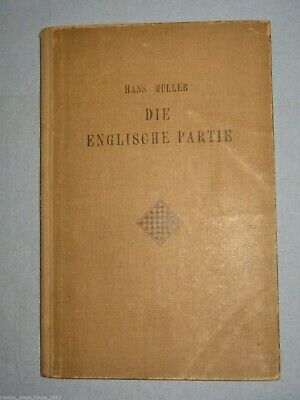 HANS MÜLLER
DIE
ENGLISCHE PARTIE